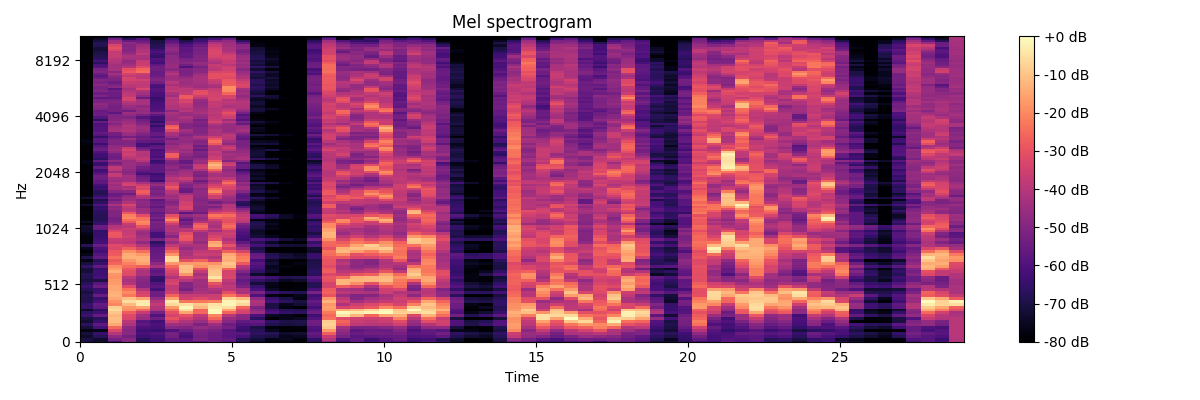 Mel spectrogram
8192
4096
2048
1024
512
0
Hz
0 5 10 15 20 25
Time
+0 dB
-10 dB
-20 dB
-30 dB
-40 dB
-50 dB
-60 dB
-70 dB
-80 dB